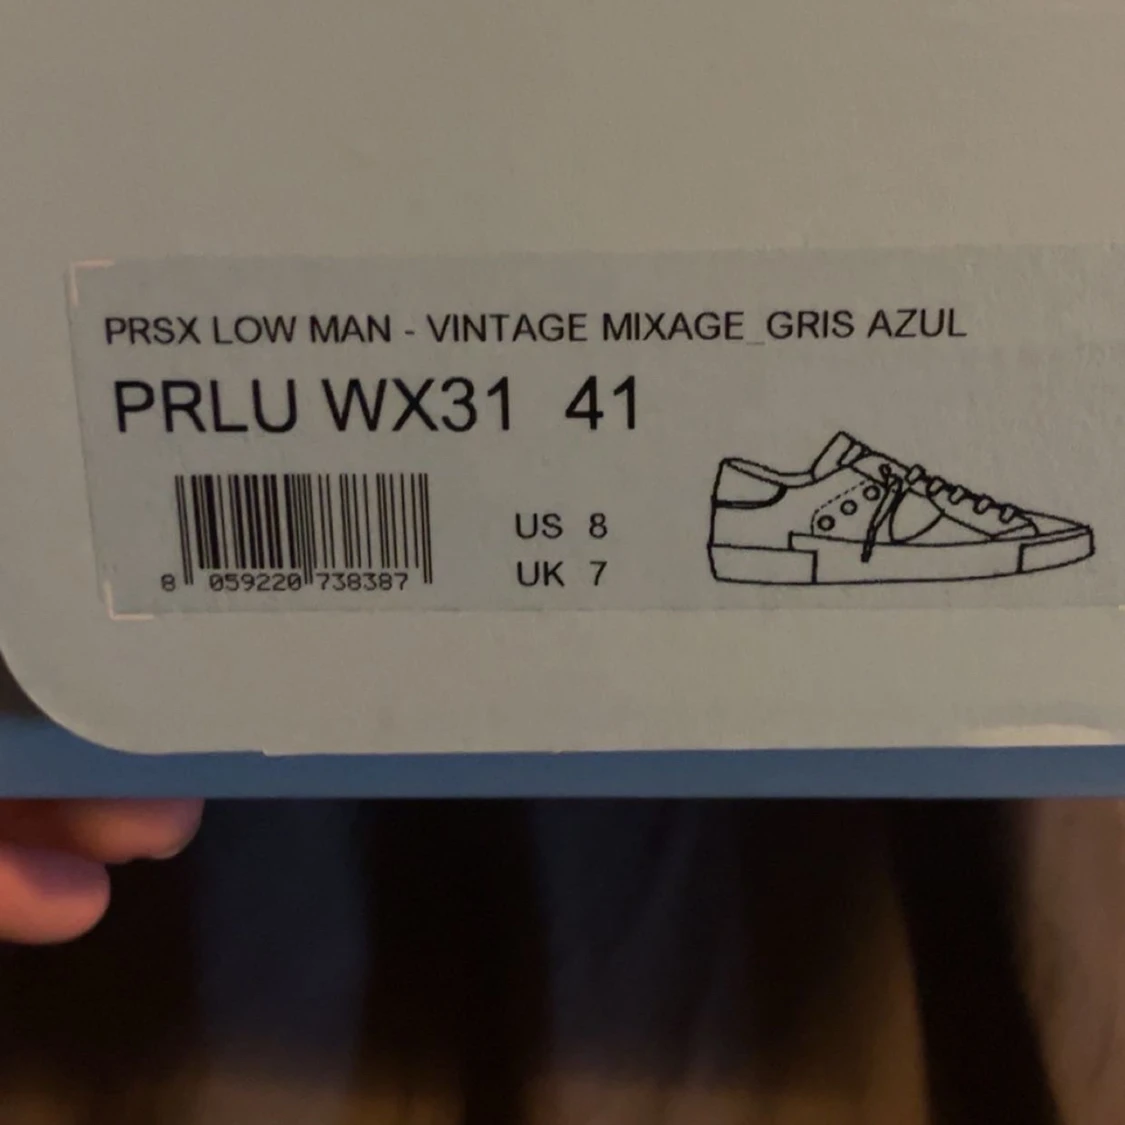 PRSX LOW MAN - VINTAGE MIXAGE_GRIS AZUL
PRLU WX31 41
US 8
UK 7
8 059220 738387